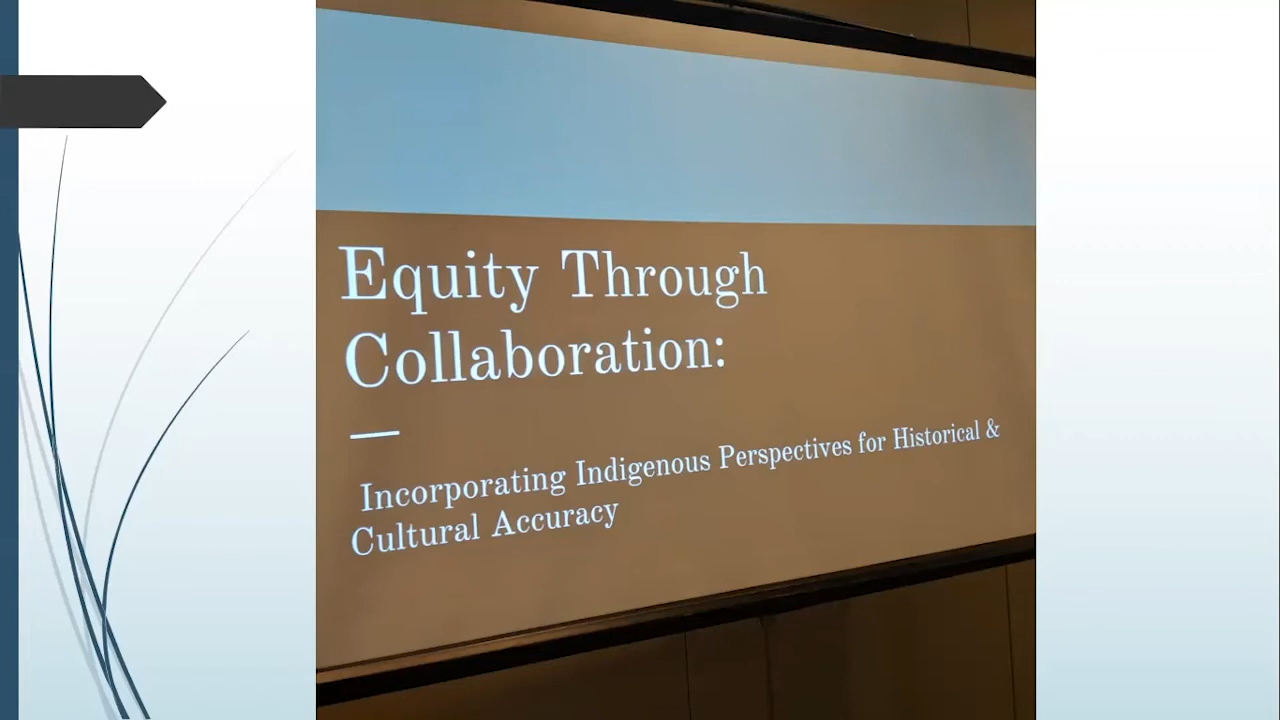 Equity Through
Collaboration:
Incorporating Indigenous Perspectives for Historical &
Cultural Accuracy